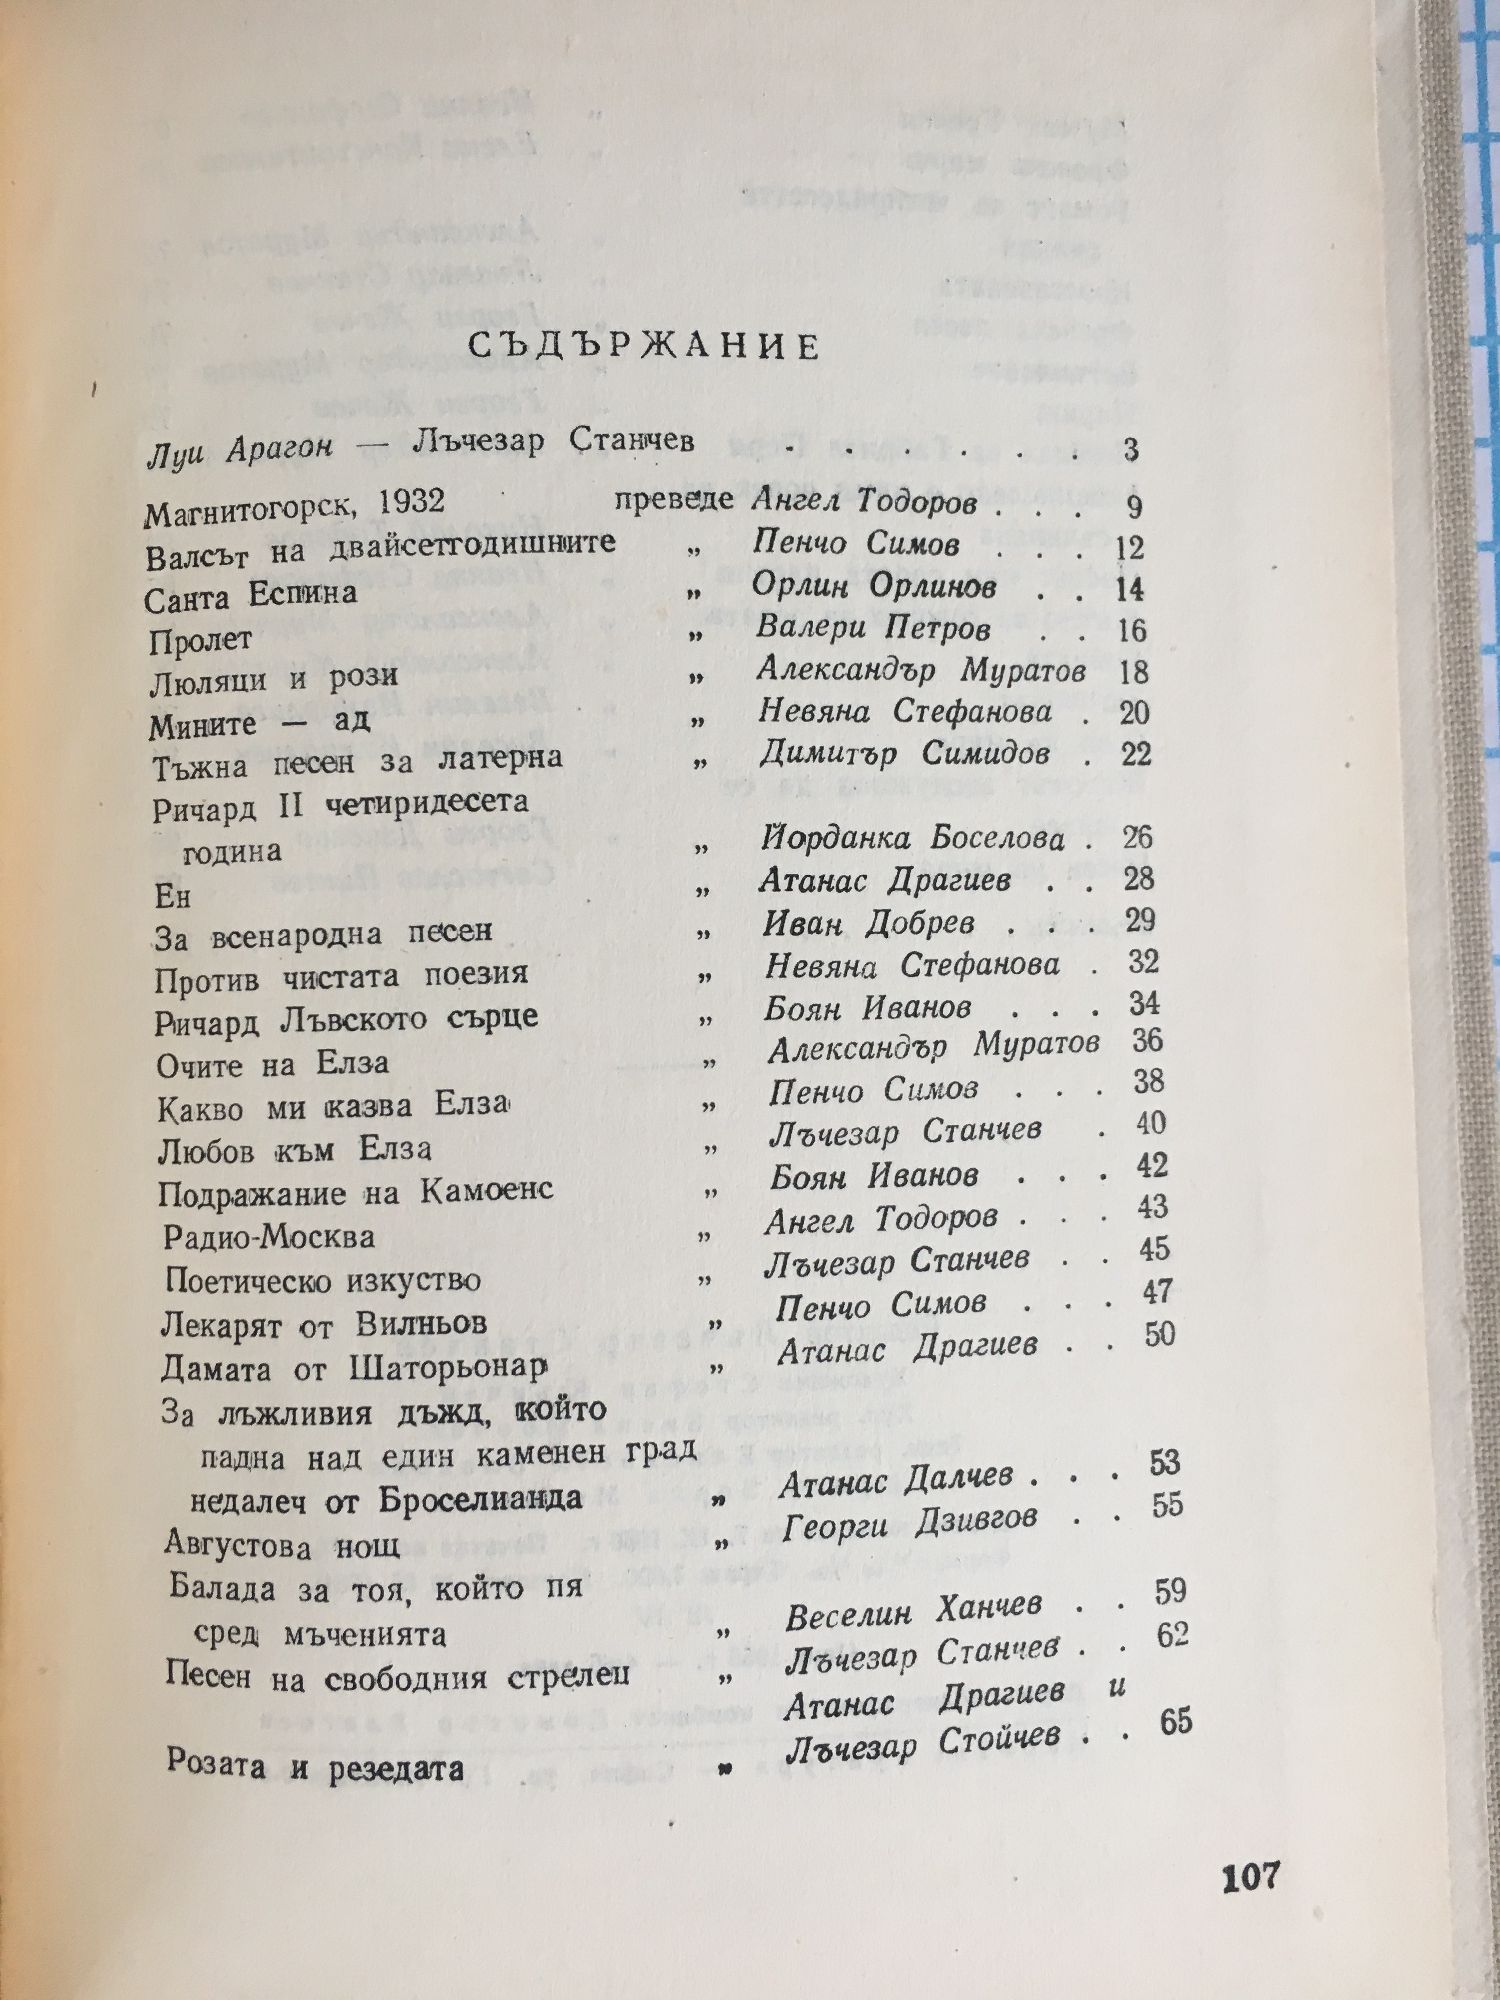 СЪДЪРЖАНИЕ
Луи Арагон — Лъчезар Станчев . . . . . . 3
Магнитогорск, 1932 преведе Ангел Тодоров . . . 9
Валсът на двайсетгодишните „ Пенчо Симов . . . 12
Санта Еспина „ Орлин Орлинов . . 14
Пролет „ Валери Петров . . 16
Люляци и рози „ Александър Муратов 18
Мините — ад „ Невяна Стефанова . 20
Тъжна песен за латерна „ Димитър Симидов . 22
Ричард II четиридесета
година „ Йорданка Боселова . 26
Ен „ Атанас Драгиев . . 28
За всенародна песен „ Иван Добрев . . . 29
Против чистата поезия „ Невяна Стефанова . 32
Ричард Лъвското сърце „ Боян Иванов . . . 34
Очите на Елза „ Александър Муратов 36
Какво ми казва Елза „ Пенчо Симов . . . 38
Любов към Елза „ Лъчезар Станчев . 40
Подражание на Камоенс „ Боян Иванов . . . 42
Радио-Москва „ Ангел Тодоров . . . 43
Поетическо изкуство „ Лъчезар Станчев . . 45
Лекарят от Вилньов „ Пенчо Симов . . . 47
Дамата от Шаторьонар „ Атанас Драгиев . . 50
За лъжливия дъжд, който
падна над един каменен град
недалеч от Броселианда „ Атанас Далчев . . . 53
Августова нощ „ Георги Дзивгов . . 55
Балада за тоя, който пя
сред мъченията „ Веселин Ханчев . . 59
Песен на свободния стрелец „ Лъчезар Станчев . . 62
Атанас Драгиев и
Розата и резедата „ Лъчезар Стойчев . . 65
107